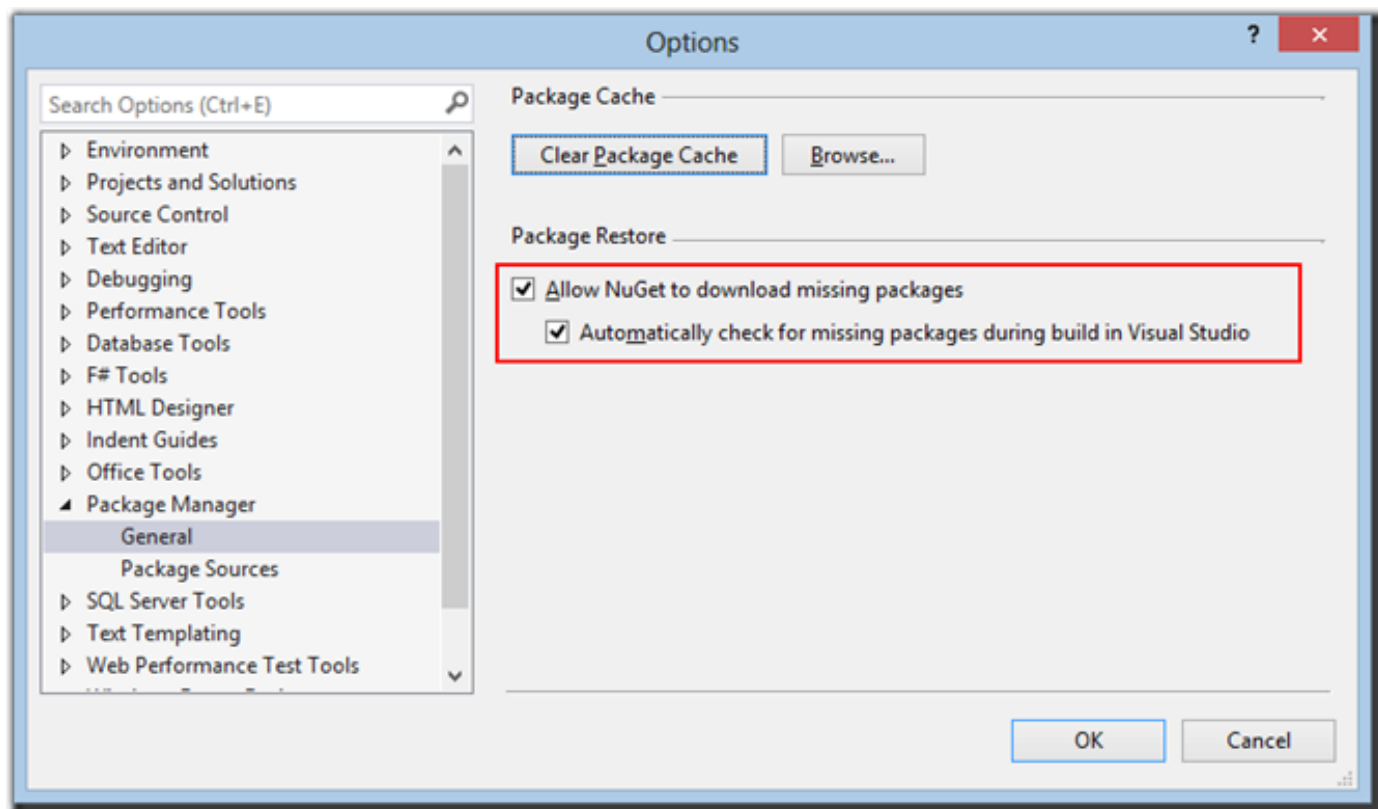 Options
?
Search Options (Ctrl+E)
Environment
Projects and Solutions
Source Control
Text Editor
Debugging
Performance Tools
Database Tools
F# Tools
HTML Designer
Indent Guides
Office Tools
Package Manager
General
Package Sources
SQL Server Tools
Text Templating
Web Performance Test Tools
Package Cache
Clear Package Cache
Browse...
Package Restore
Allow NuGet to download missing packages
Automatically check for missing packages during build in Visual Studio
OK
Cancel